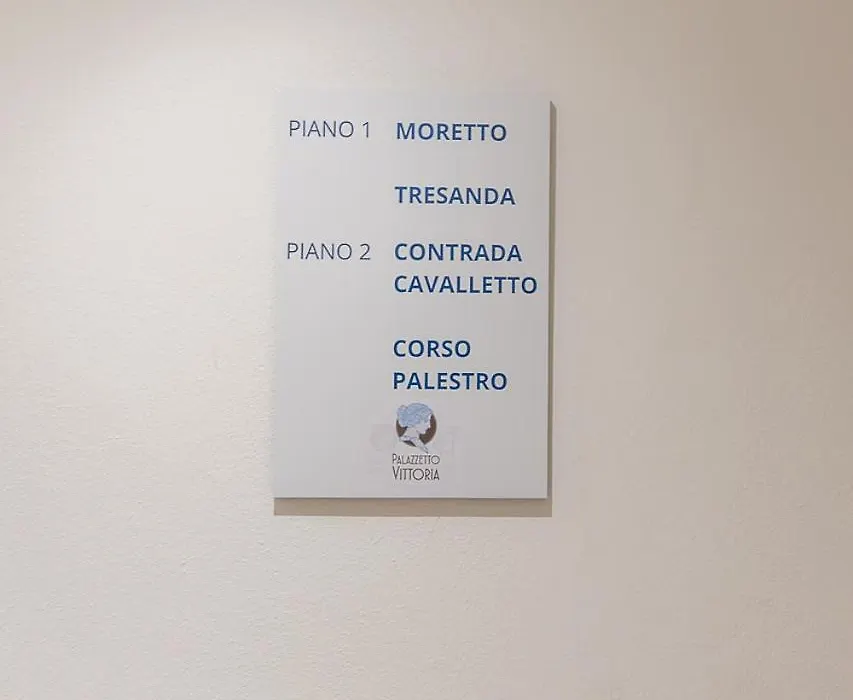 PIANO 1 MORETTO
TRESANDA
PIANO 2 CONTRADA
CAVALLETTO
CORSO
PALESTRO
PALAZZETTO
VITTORIA